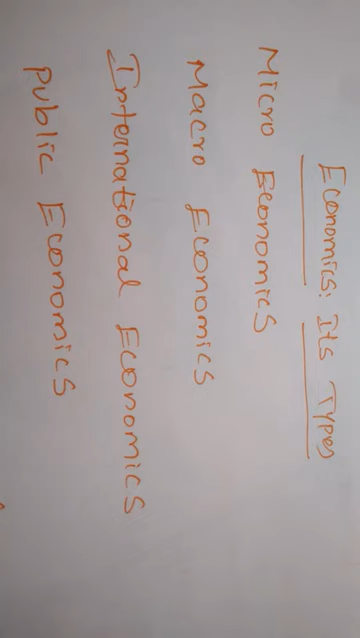 Economics: Its Types
Micro Economics
Macro Economics
International Economics
Public Economics